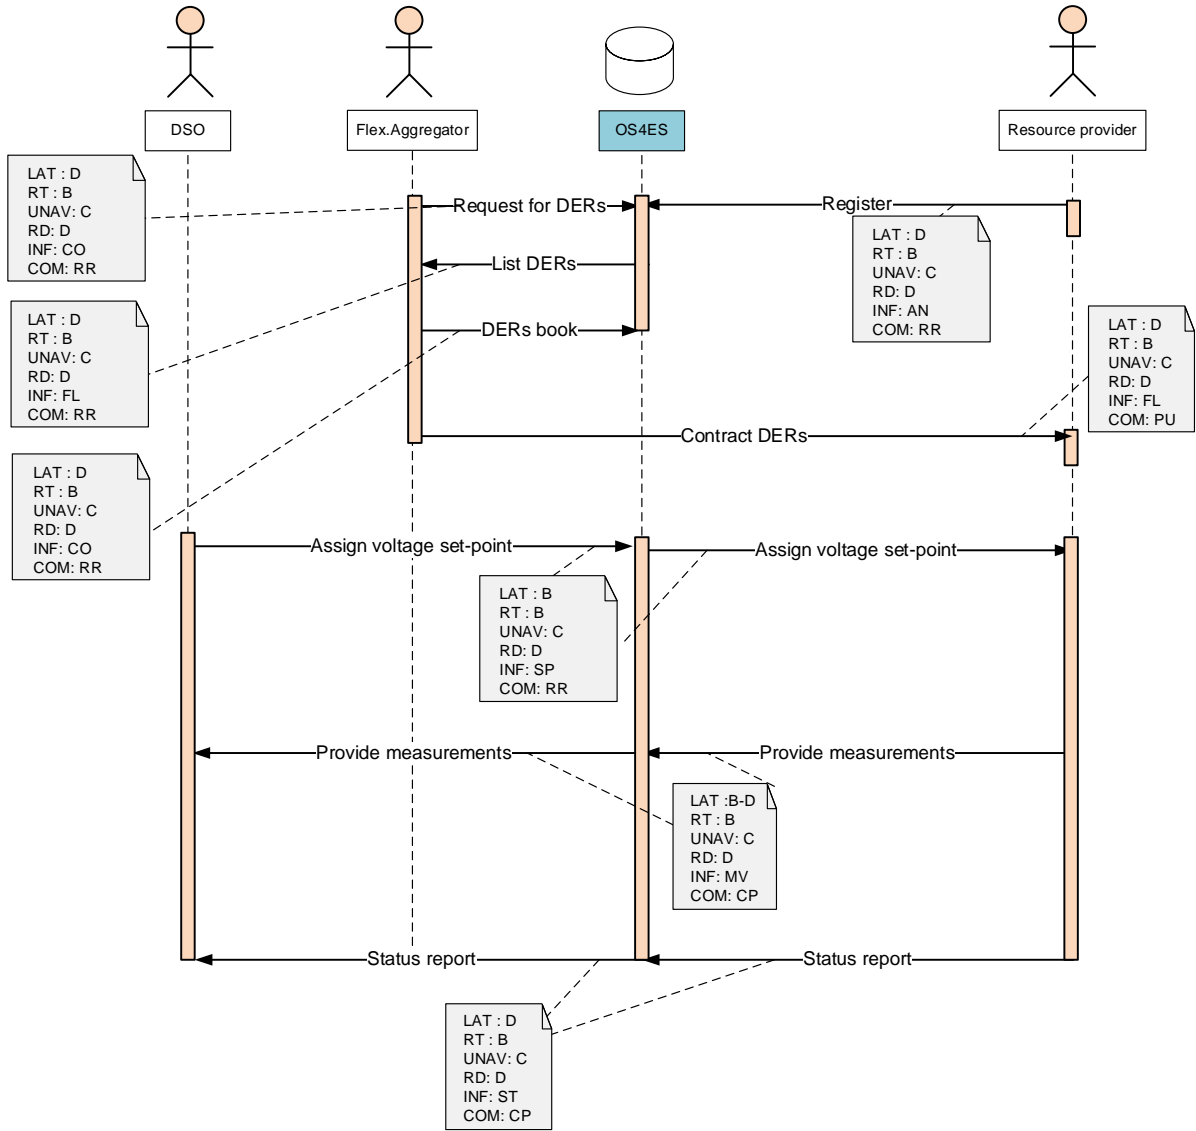 DSO
Flex.Aggregator
OS4ES
Resource provider
LAT : D
RT : B
UNAV: C
RD: D
INF: CO
COM: RR
Request for DERs
Register
LAT : D
RT : B
UNAV: C
RD: D
INF: AN
COM: RR
List DERs
LAT : D
RT : B
UNAV: C
RD: D
INF: FL
COM: RR
DERs book
LAT : D
RT : B
UNAV: C
RD: D
INF: FL
COM: PU
Contract DERs
LAT : D
RT : B
UNAV: C
RD: D
INF: CO
COM: RR
Assign voltage set-point
Assign voltage set-point
LAT : B
RT : B
UNAV: C
RD: D
INF: SP
COM: RR
Provide measurements
Provide measurements
LAT :B-D
RT : B
UNAV: C
RD: D
INF: MV
COM: CP
Status report
Status report
LAT : D
RT : B
UNAV: C
RD: D
INF: ST
COM: CP